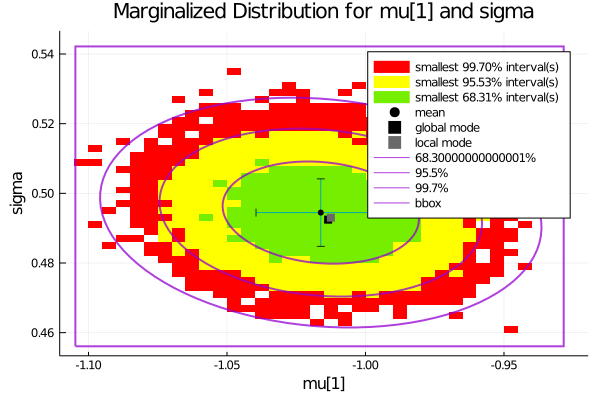 Marginalized Distribution for mu[1] and sigma
0.54
0.52
0.50
0.48
0.46
sigma
smallest 99.70% interval(s)
smallest 95.53% interval(s)
smallest 68.31% interval(s)
mean
global mode
local mode
68.30000000000001%
95.5%
99.7%
bbox
-1.10
-1.05
-1.00
-0.95
mu[1]